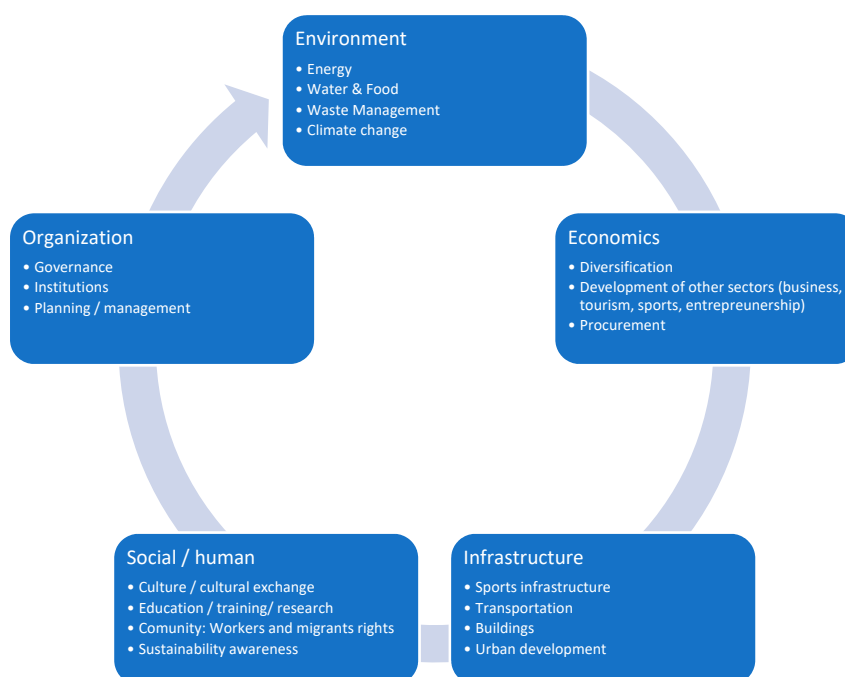 Environment
• Energy
• Water & Food
• Waste Management
• Climate change
Economics
• Diversification
• Development of other sectors (business,
tourism, sports, entrepreunership)
• Procurement
Infrastructure
• Sports infrastructure
• Transportation
• Buildings
• Urban development
Social / human
• Culture / cultural exchange
• Education / training/ research
• Comunity: Workers and migrants rights
• Sustainability awareness
Organization
• Governance
• Institutions
• Planning / management